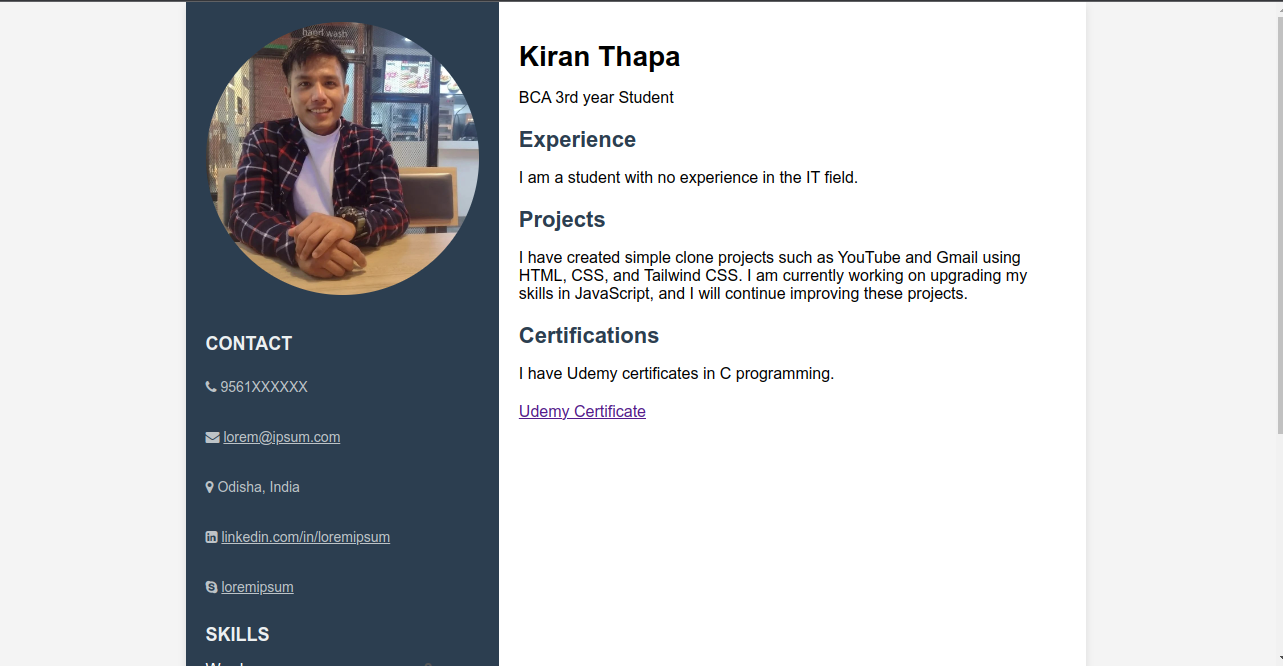 hand wash
CONTACT
9561XXXXXX
lorem@ipsum.com
Odisha, India
linkedin.com/in/loremipsum
loremipsum
SKILLS
Kiran Thapa
BCA 3rd year Student
Experience
I am a student with no experience in the IT field.
Projects
I have created simple clone projects such as YouTube and Gmail using
HTML, CSS, and Tailwind CSS. I am currently working on upgrading my
skills in JavaScript, and I will continue improving these projects.
Certifications
I have Udemy certificates in C programming.
Udemy Certificate